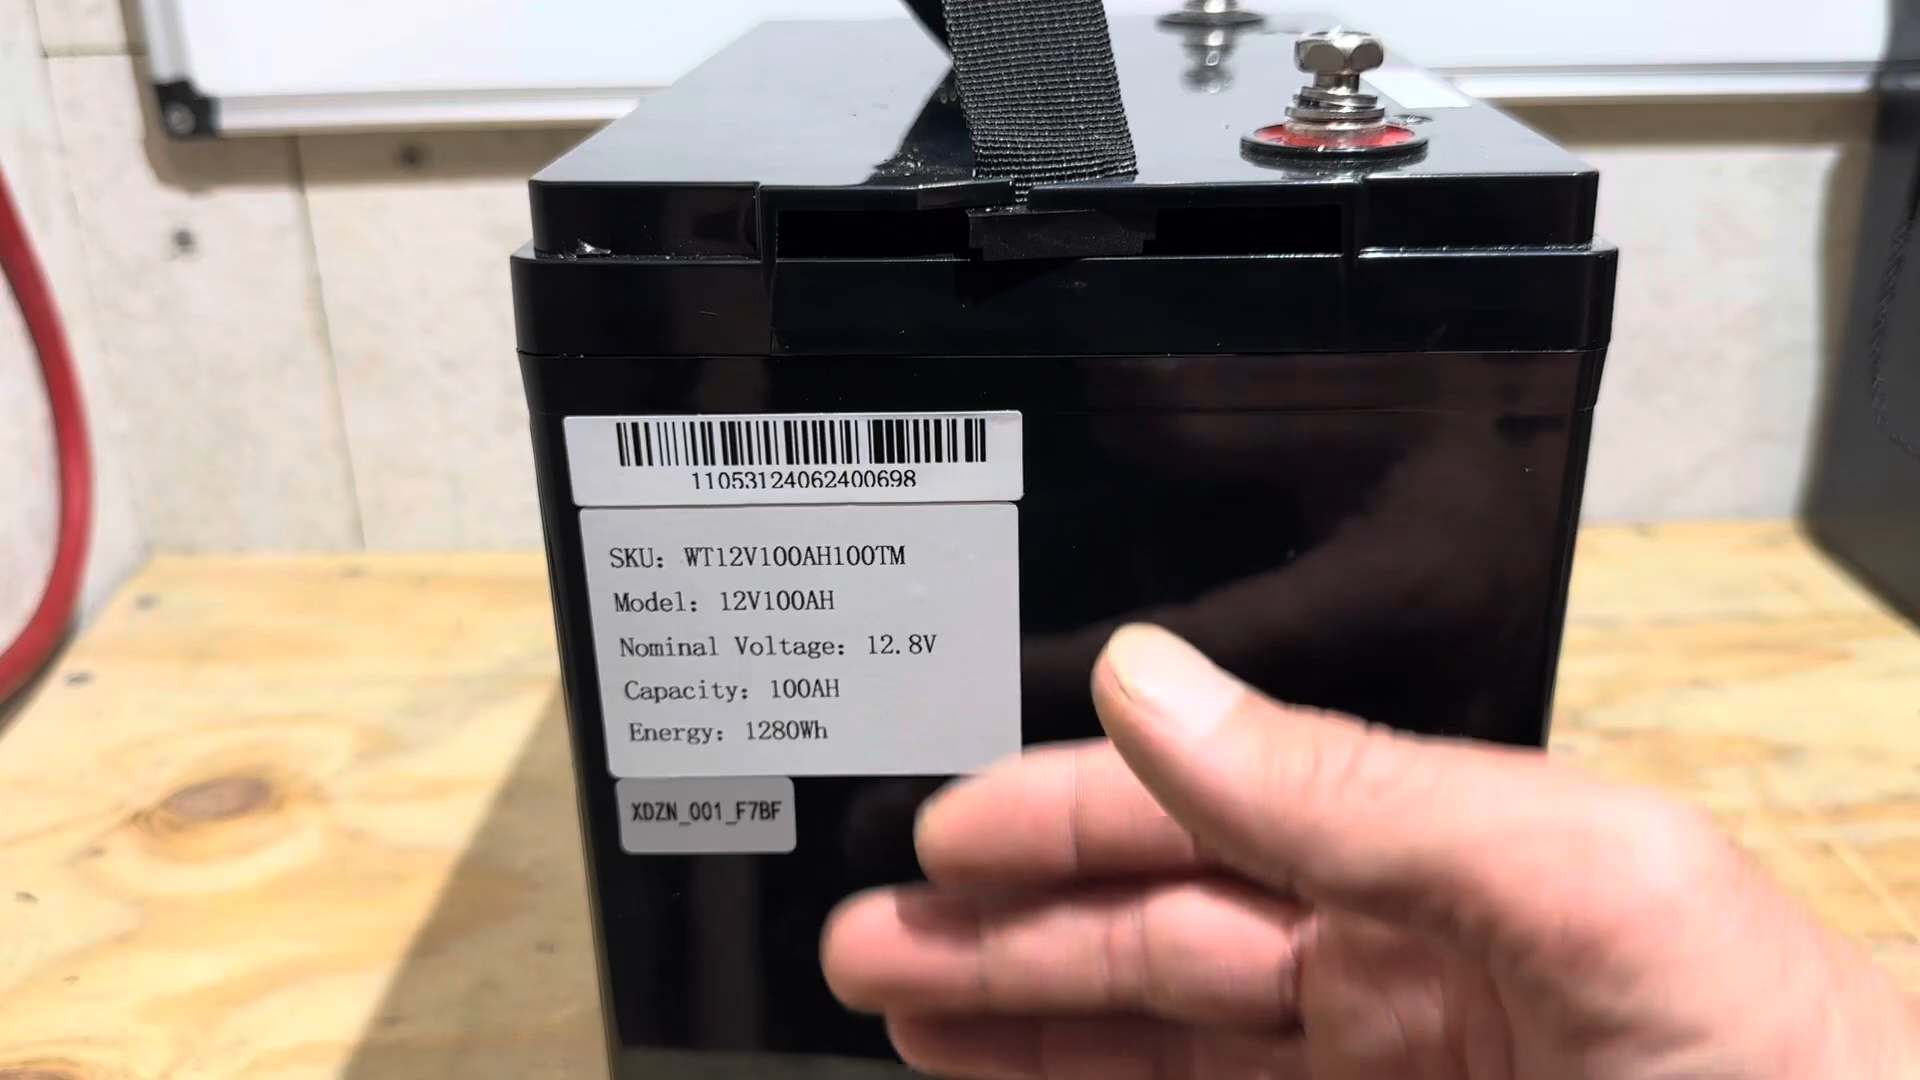 11053124062400698
SKU: WT12V100AH100TM
Model: 12V100AH
Nominal Voltage: 12.8V
Capacity: 100AH
Energy: 1280Wh
XDZN_001_F7BF